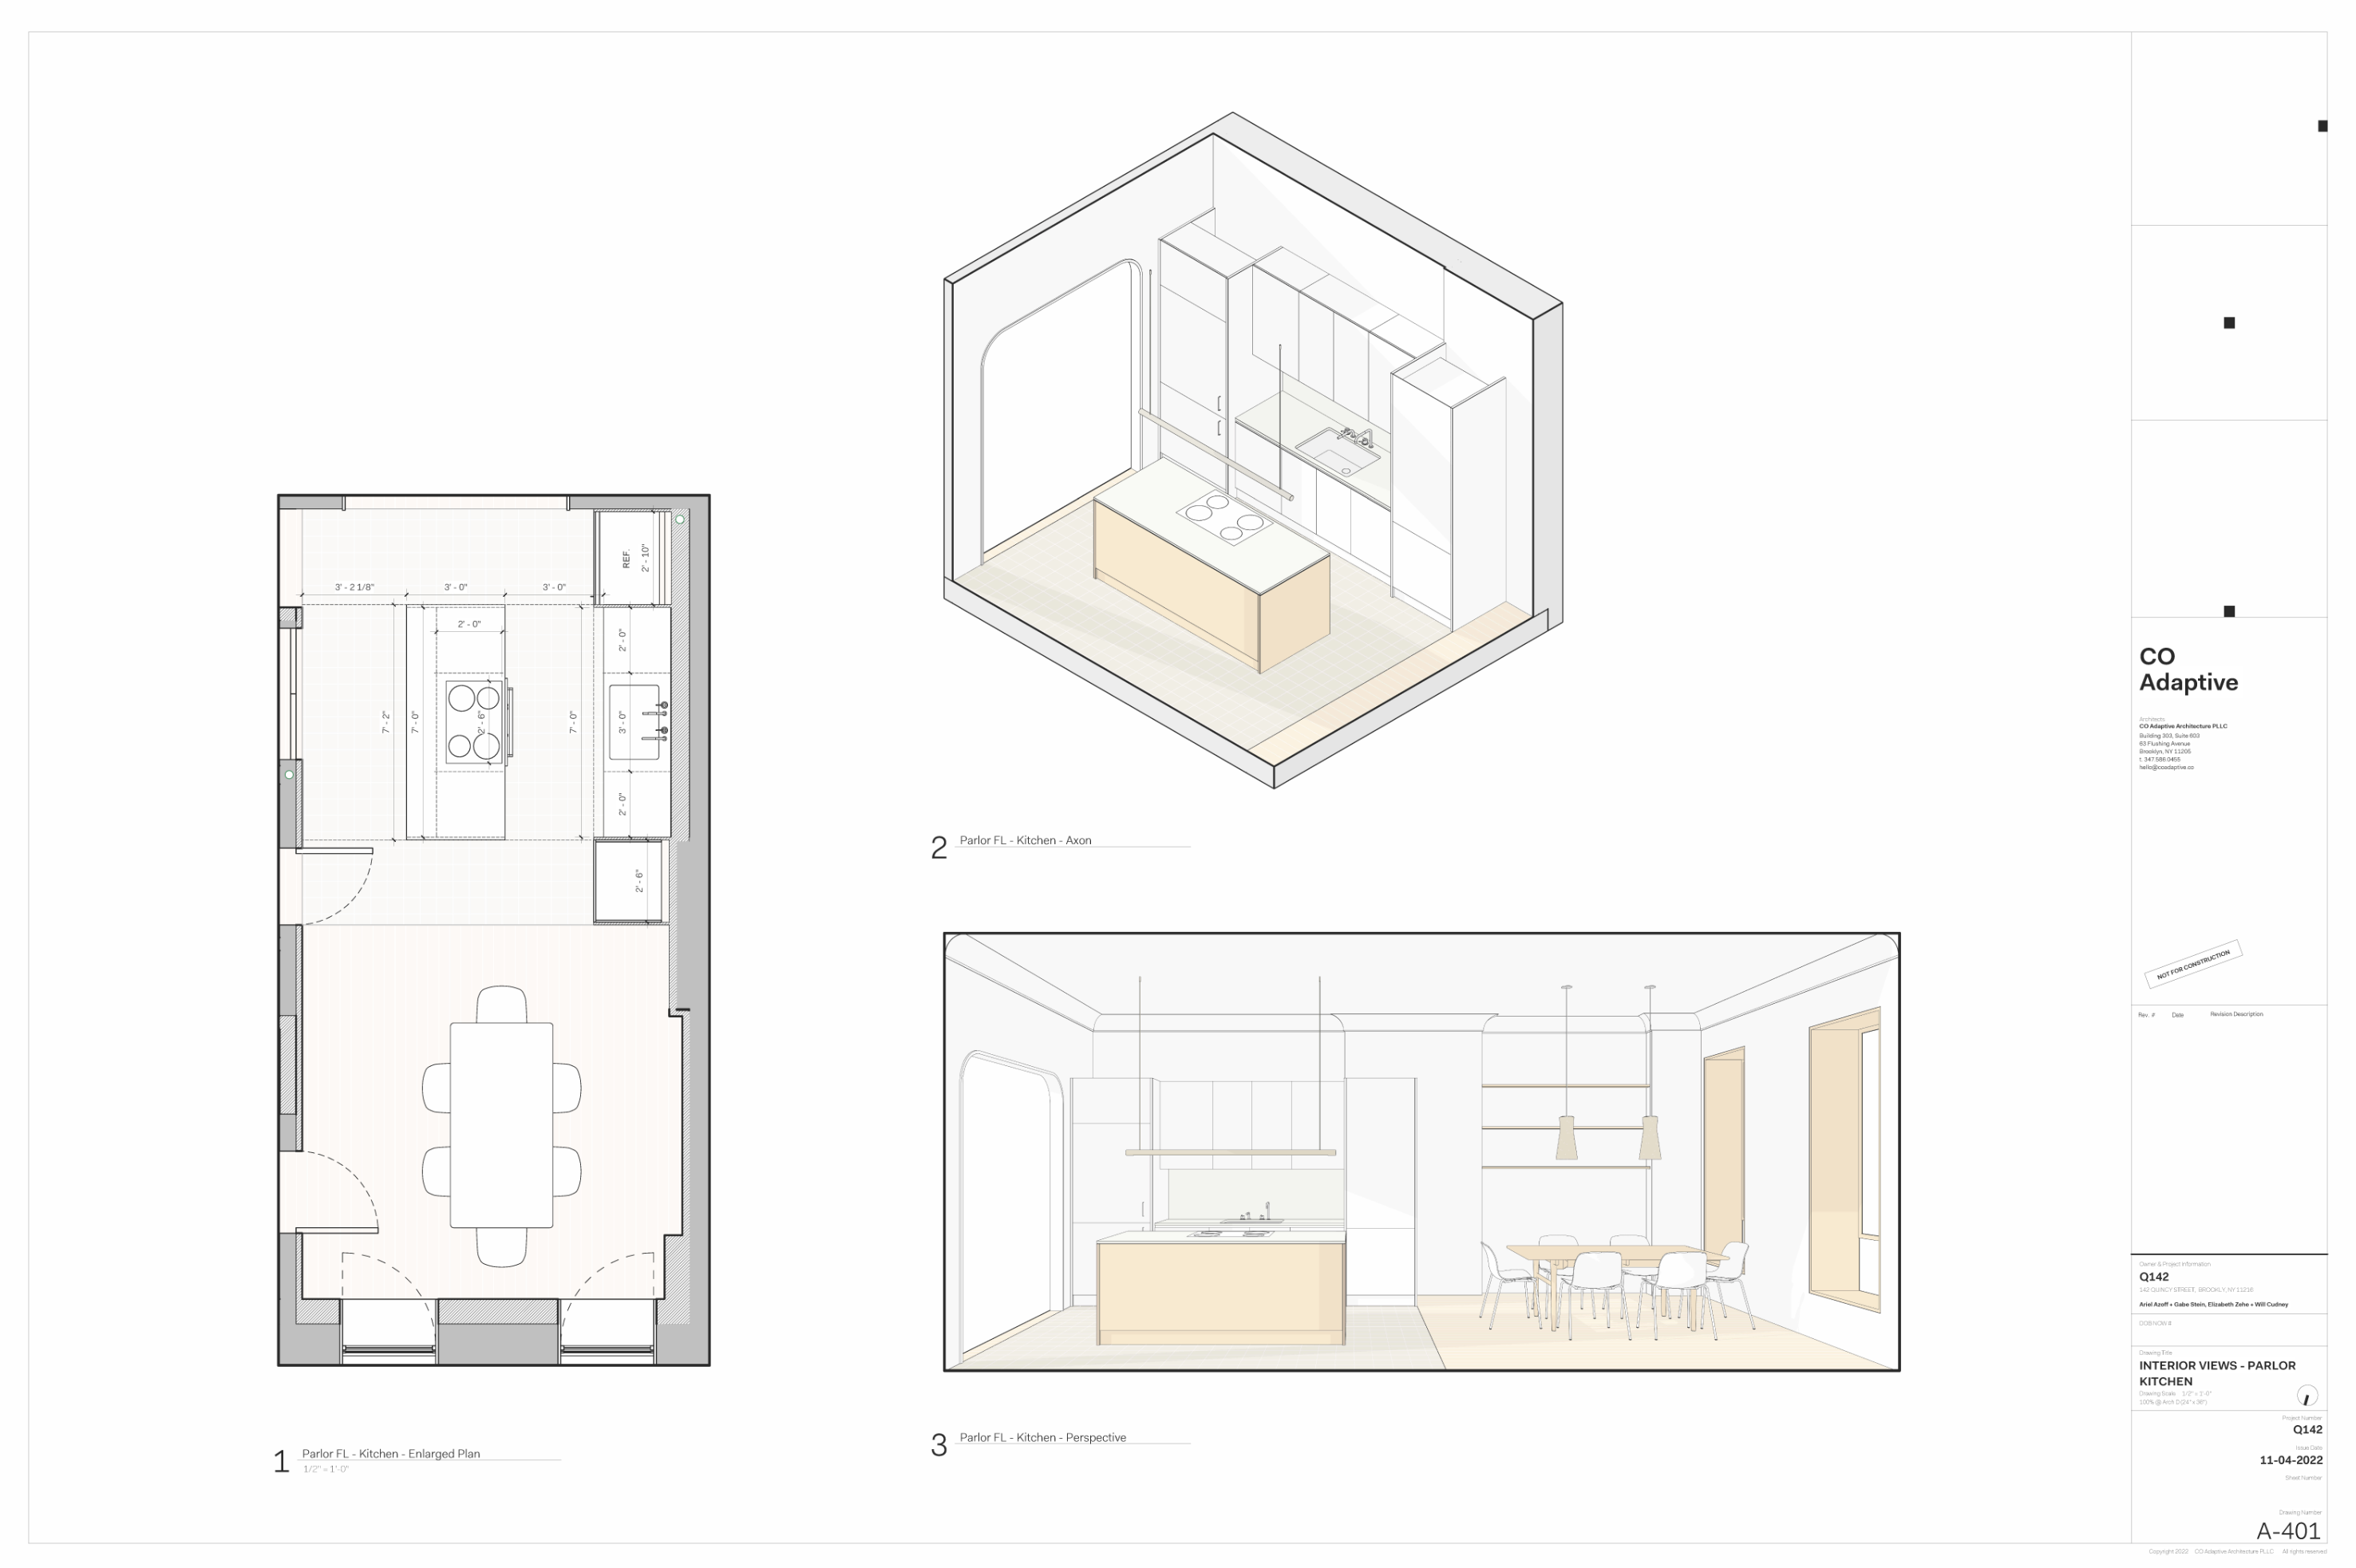 REF.
2' - 10"
3' - 2 1/8"
3' - 0"
3' - 0"
2' - 0"
2' - 0"
7' - 2"
7' - 0"
2' - 6"
7' - 0"
3' - 0"
2' - 0"
2' - 6"
1
Parlor FL - Kitchen - Enlarged Plan
1/2" = 1'-0"
2
Parlor FL - Kitchen - Axon
3
Parlor FL - Kitchen - Perspective
CO
Adaptive
Architects
CO Adaptive Architecture PLLC
Building 303, Suite 603
63 Flushing Avenue
Brooklyn, NY 11205
t. 347.586.0455
hello@coadaptive.co
NOT FOR CONSTRUCTION
Rev. # Date Revision Description
Owner & Project Information
Q142
142 QUINCY STREET, BROOKLY, NY 11216
Ariel Azoff + Gabe Stein, Elizabeth Zehe + Will Cudney
DOB NOW #
Drawing Title
INTERIOR VIEWS - PARLOR
KITCHEN
Drawing Scale 1/2" = 1'-0"
100% @ Arch D (24" x 36")
Project Number
Q142
Issue Date
11-04-2022
Sheet Number
Drawing Number
A-401
Copyright 2022 CO Adaptive Architecture PLLC All rights reserved